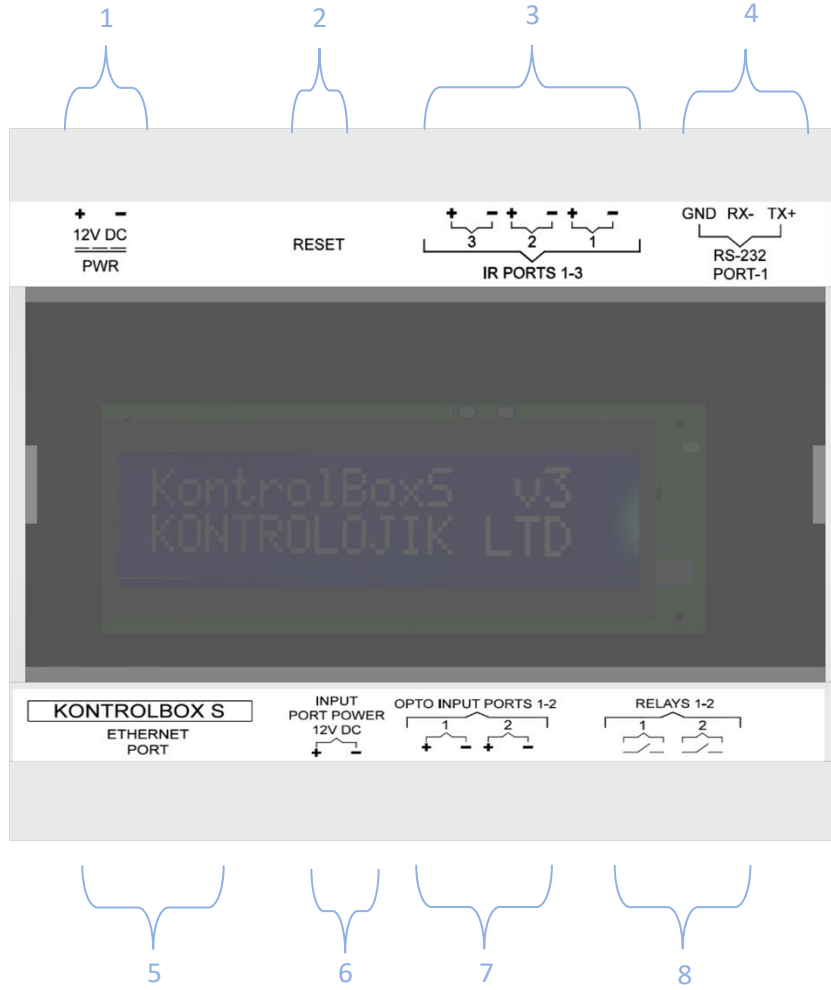 1 2 3 4
+ - + - + - + - GND RX- TX+
12V DC 3 2 1
PWR RESET IR PORTS 1-3 RS-232
PORT-1
KontrolBoxS v3
KONTROLOJIK LTD
KONTROLBOX S
ETHERNET
PORT
INPUT
PORT POWER
12V DC
+ -
OPTO INPUT PORTS 1-2
1 2
+ - + -
RELAYS 1-2
1 2
5 6 7 8